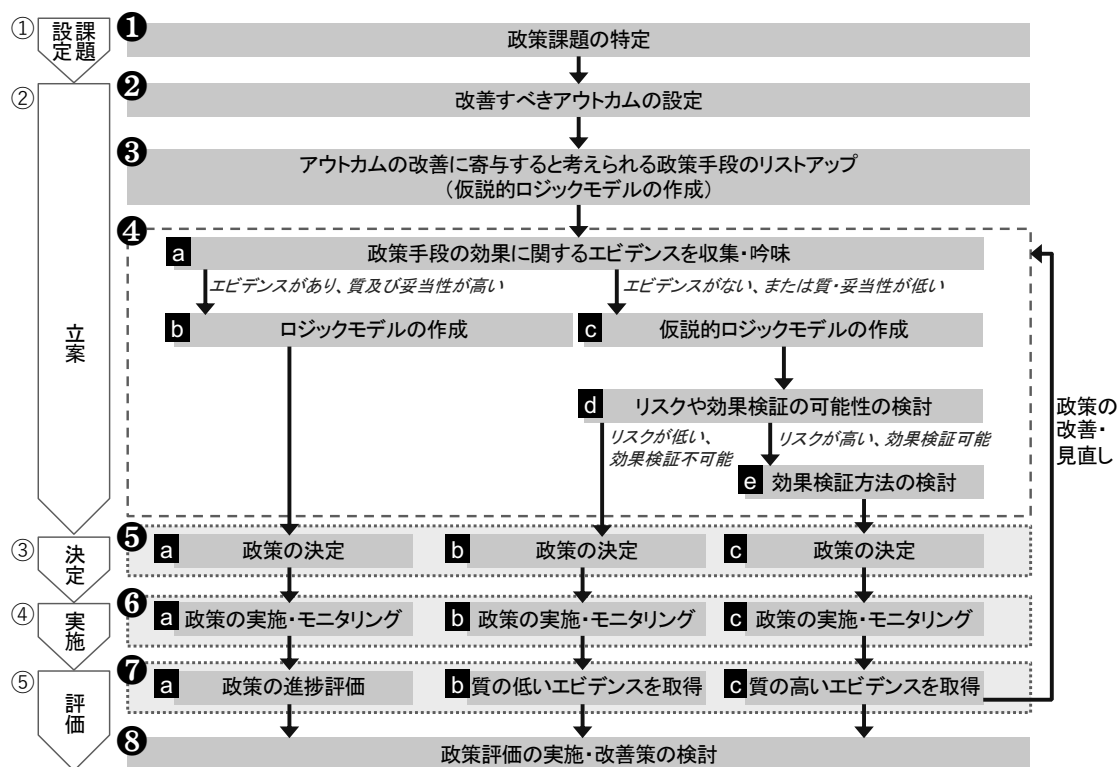 ① 課題設定
❶ 政策課題の特定
② 立案
❷ 改善すべきアウトカムの設定
❸ アウトカムの改善に寄与すると考えられる政策手段のリストアップ
（仮説的ロジックモデルの作成）
❹
a 政策手段の効果に関するエビデンスを収集・吟味
エビデンスがあり、質及び妥当性が高い
エビデンスがない、または質・妥当性が低い
b ロジックモデルの作成
c 仮説的ロジックモデルの作成
d リスクや効果検証の可能性の検討
リスクが低い、
効果検証不可能
リスクが高い、効果検証可能
e 効果検証方法の検討
政策の
改善・
見直し
③ 決定
❺
a 政策の決定
b 政策の決定
c 政策の決定
④ 実施
❻
a 政策の実施・モニタリング
b 政策の実施・モニタリング
c 政策の実施・モニタリング
⑤ 評価
❼
a 政策の進捗評価
b 質の低いエビデンスを取得
c 質の高いエビデンスを取得
❽ 政策評価の実施・改善策の検討